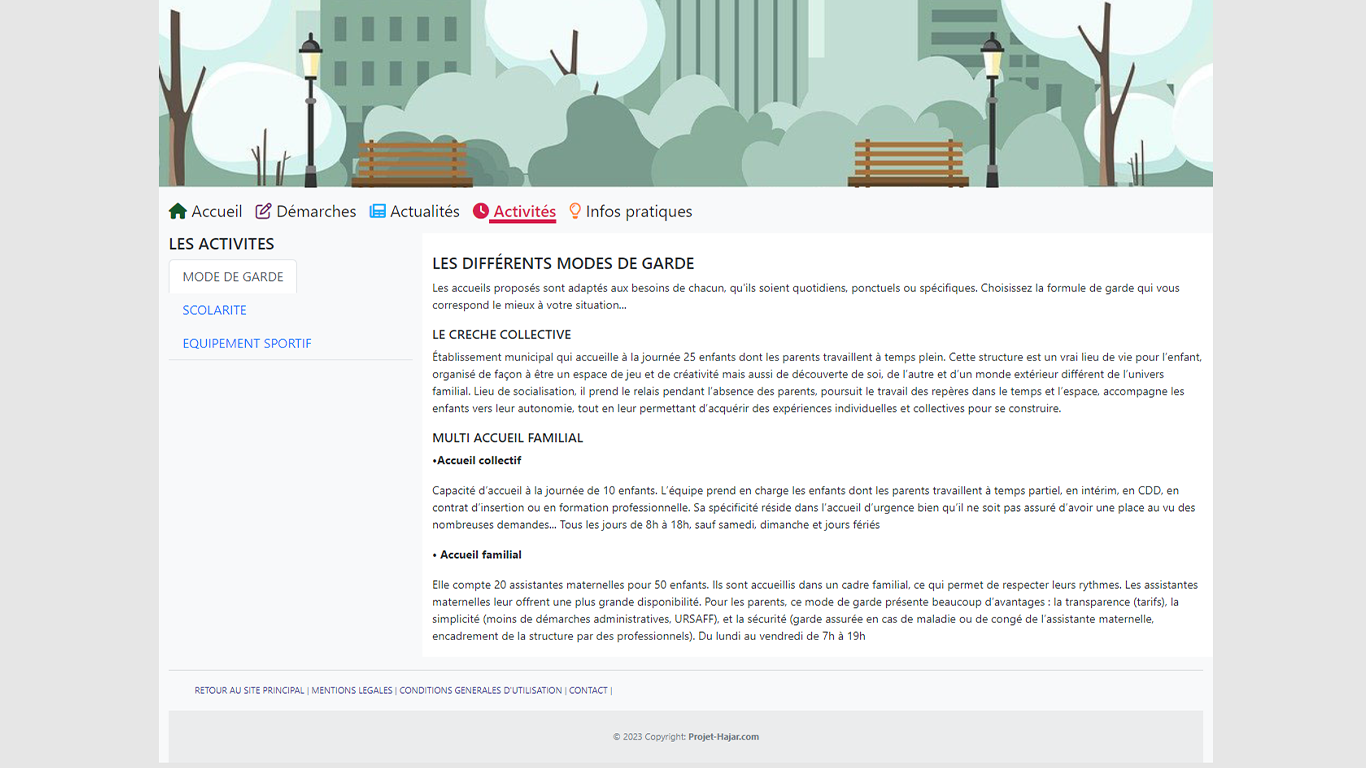 Accueil Démarches Actualités Activités Infos pratiques
LES ACTIVITES
MODE DE GARDE
SCOLARITE
EQUIPEMENT SPORTIF
LES DIFFÉRENTS MODES DE GARDE
Les accueils proposés sont adaptés aux besoins de chacun, qu'ils soient quotidiens, ponctuels ou spécifiques. Choisissez la formule de garde qui vous
correspond le mieux à votre situation...
LE CRECHE COLLECTIVE
Établissement municipal qui accueille à la journée 25 enfants dont les parents travaillent à temps plein. Cette structure est un vrai lieu de vie pour l'enfant,
organisé de façon à être un espace de jeu et de créativité mais aussi de découverte de soi, de l'autre et d'un monde extérieur différent de l'univers
familial. Lieu de socialisation, il prend le relais pendant l'absence des parents, poursuit le travail des repères dans le temps et l'espace, accompagne les
enfants vers leur autonomie, tout en leur permettant d'acquérir des expériences individuelles et collectives pour se construire.
MULTI ACCUEIL FAMILIAL
•Accueil collectif
Capacité d'accueil à la journée de 10 enfants. L'équipe prend en charge les enfants dont les parents travaillent à temps partiel, en intérim, en CDD, en
contrat d'insertion ou en formation professionnelle. Sa spécificité réside dans l'accueil d'urgence bien qu'il ne soit pas assuré d'avoir une place au vu des
nombreuses demandes... Tous les jours de 8h à 18h, sauf samedi, dimanche et jours fériés
• Accueil familial
Elle compte 20 assistantes maternelles pour 50 enfants. Ils sont accueillis dans un cadre familial, ce qui permet de respecter leurs rythmes. Les assistantes
maternelles leur offrent une plus grande disponibilité. Pour les parents, ce mode de garde présente beaucoup d'avantages : la transparence (tarifs), la
simplicité (moins de démarches administratives, URSAFF), et la sécurité (garde assurée en cas de maladie ou de congé de l'assistante maternelle,
encadrement de la structure par des professionnels). Du lundi au vendredi de 7h à 19h
RETOUR AU SITE PRINCIPAL | MENTIONS LEGALES | CONDITIONS GENERALES D'UTILISATION | CONTACT |
© 2023 Copyright: Projet-Hajar.com